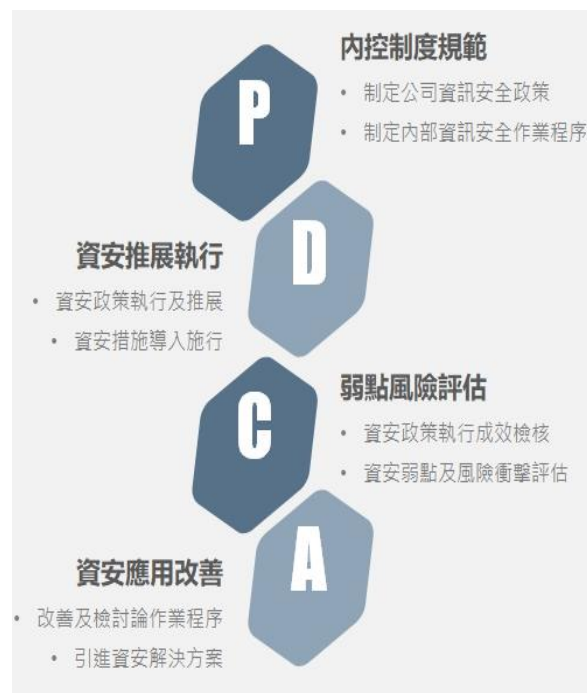 P
內控制度規範
• 制定公司資訊安全政策
• 制定內部資訊安全作業程序
D
資安推展執行
• 資安政策執行及推展
• 資安措施導入施行
C
弱點風險評估
• 資安政策執行成效檢核
• 資安弱點及風險衝擊評估
A
資安應用改善
• 改善及檢討論作業程序
• 引進資安解決方案